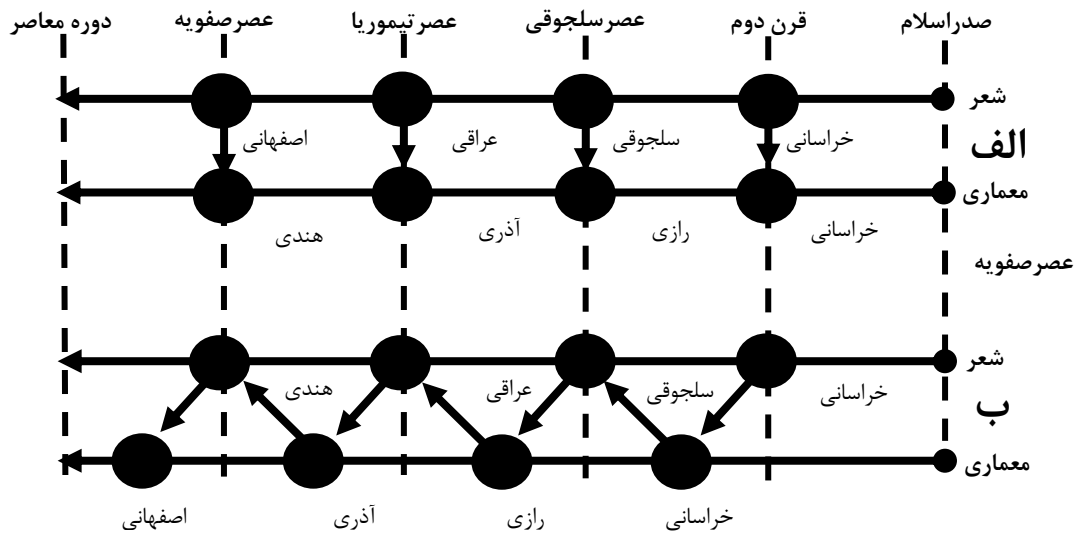 صدراسلام قرن دوم عصرسلجوقی عصرتیموریا عصرصفویه دوره معاصر
شعر
خراسانی سلجوقی عراقی اصفهانی
الف
معماری
خراسانی رازی آذری هندی
عصرصفویه
شعر
خراسانی سلجوقی عراقی هندی
ب
معماری
خراسانی رازی آذری اصفهانی